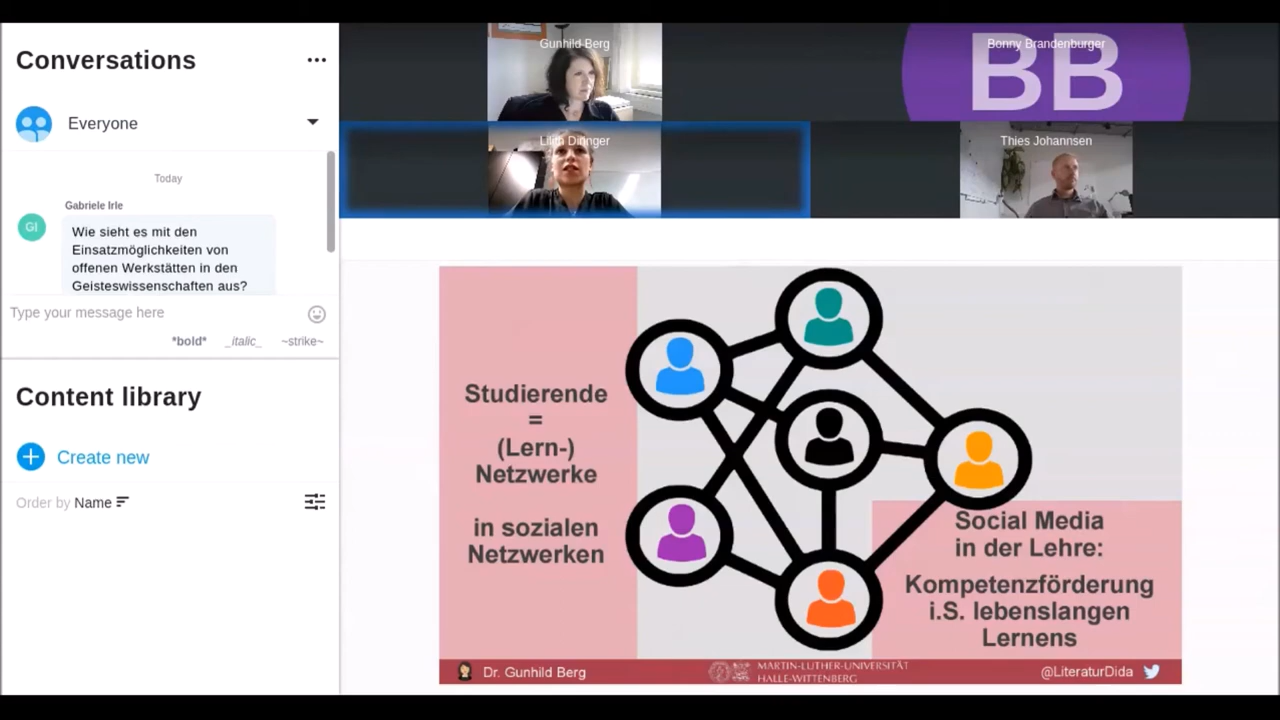 Conversations
Everyone
Today
Gabriele Irle
GI
Wie sieht es mit den
Einsatzmöglichkeiten von
offenen Werkstätten in den
Geisteswissenschaften aus?
Type your message here
*bold* _italic_ ~strike~
Content library
Create new
Order by Name
Gunhild Berg
Bonny Brandenburger
BB
Lilith Diringer
Thies Johannsen
Studierende
=
(Lern-)
Netzwerke
in sozialen
Netzwerken
Social Media
in der Lehre:
Kompetenzförderung
i.S. lebenslangen
Lernens
Dr. Gunhild Berg
MARTIN-LUTHER-UNIVERSITÄT
HALLE-WITTENBERG
@LiteraturDida